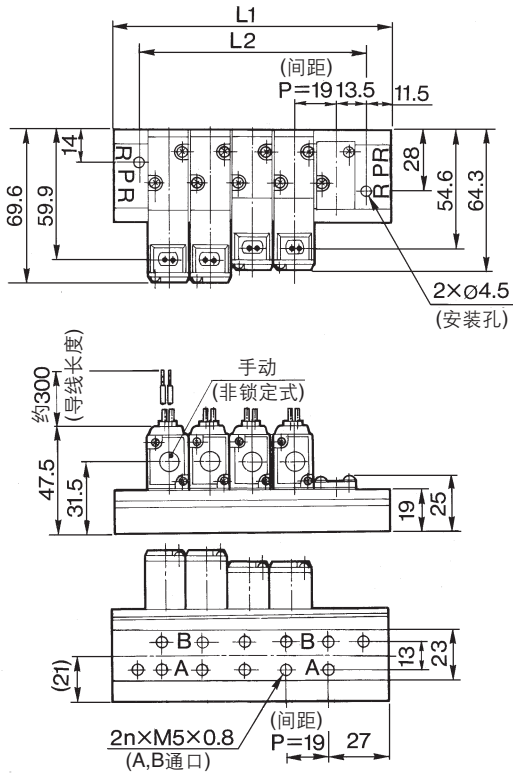 L1
L2
(间距)
P=19
13.5
11.5
14
69.6
59.9
R
P
R
R PR
28
54.6
64.3
2×Ø4.5
(安装孔)
约300
(导线长度)
手动
(非锁定式)
47.5
31.5
19
25
B
B
A
A
(21)
13
23
2n×M5×0.8
(A,B通口)
(间距)
P=19
27